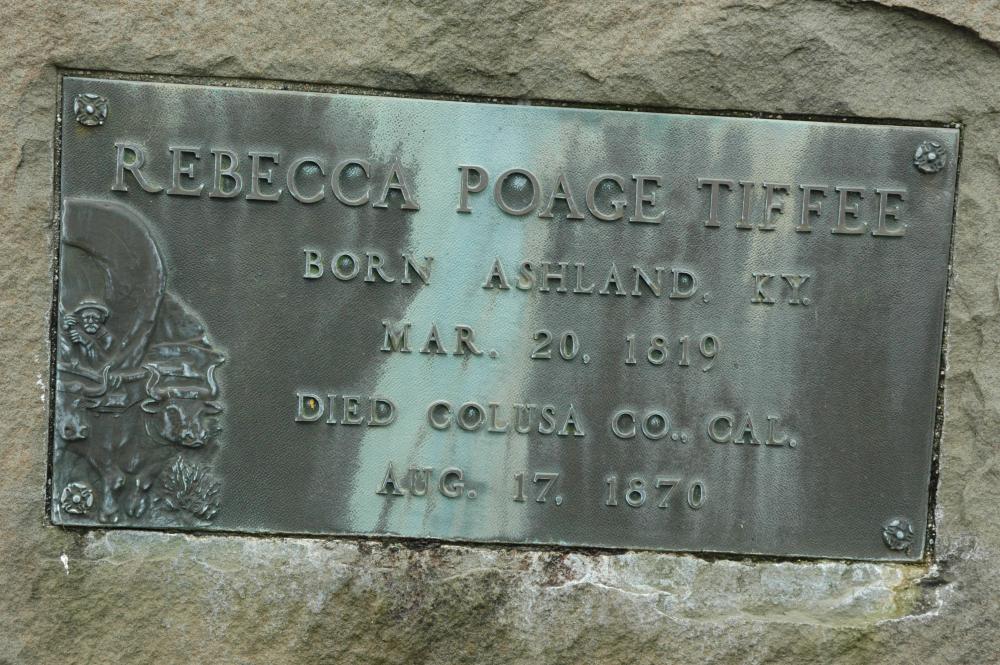 REBECCA POAGE TIFFEE
BORN ASHLAND, KY.
MAR. 20, 1819
DIED COLUSA CO., CAL.
AUG. 17, 1870